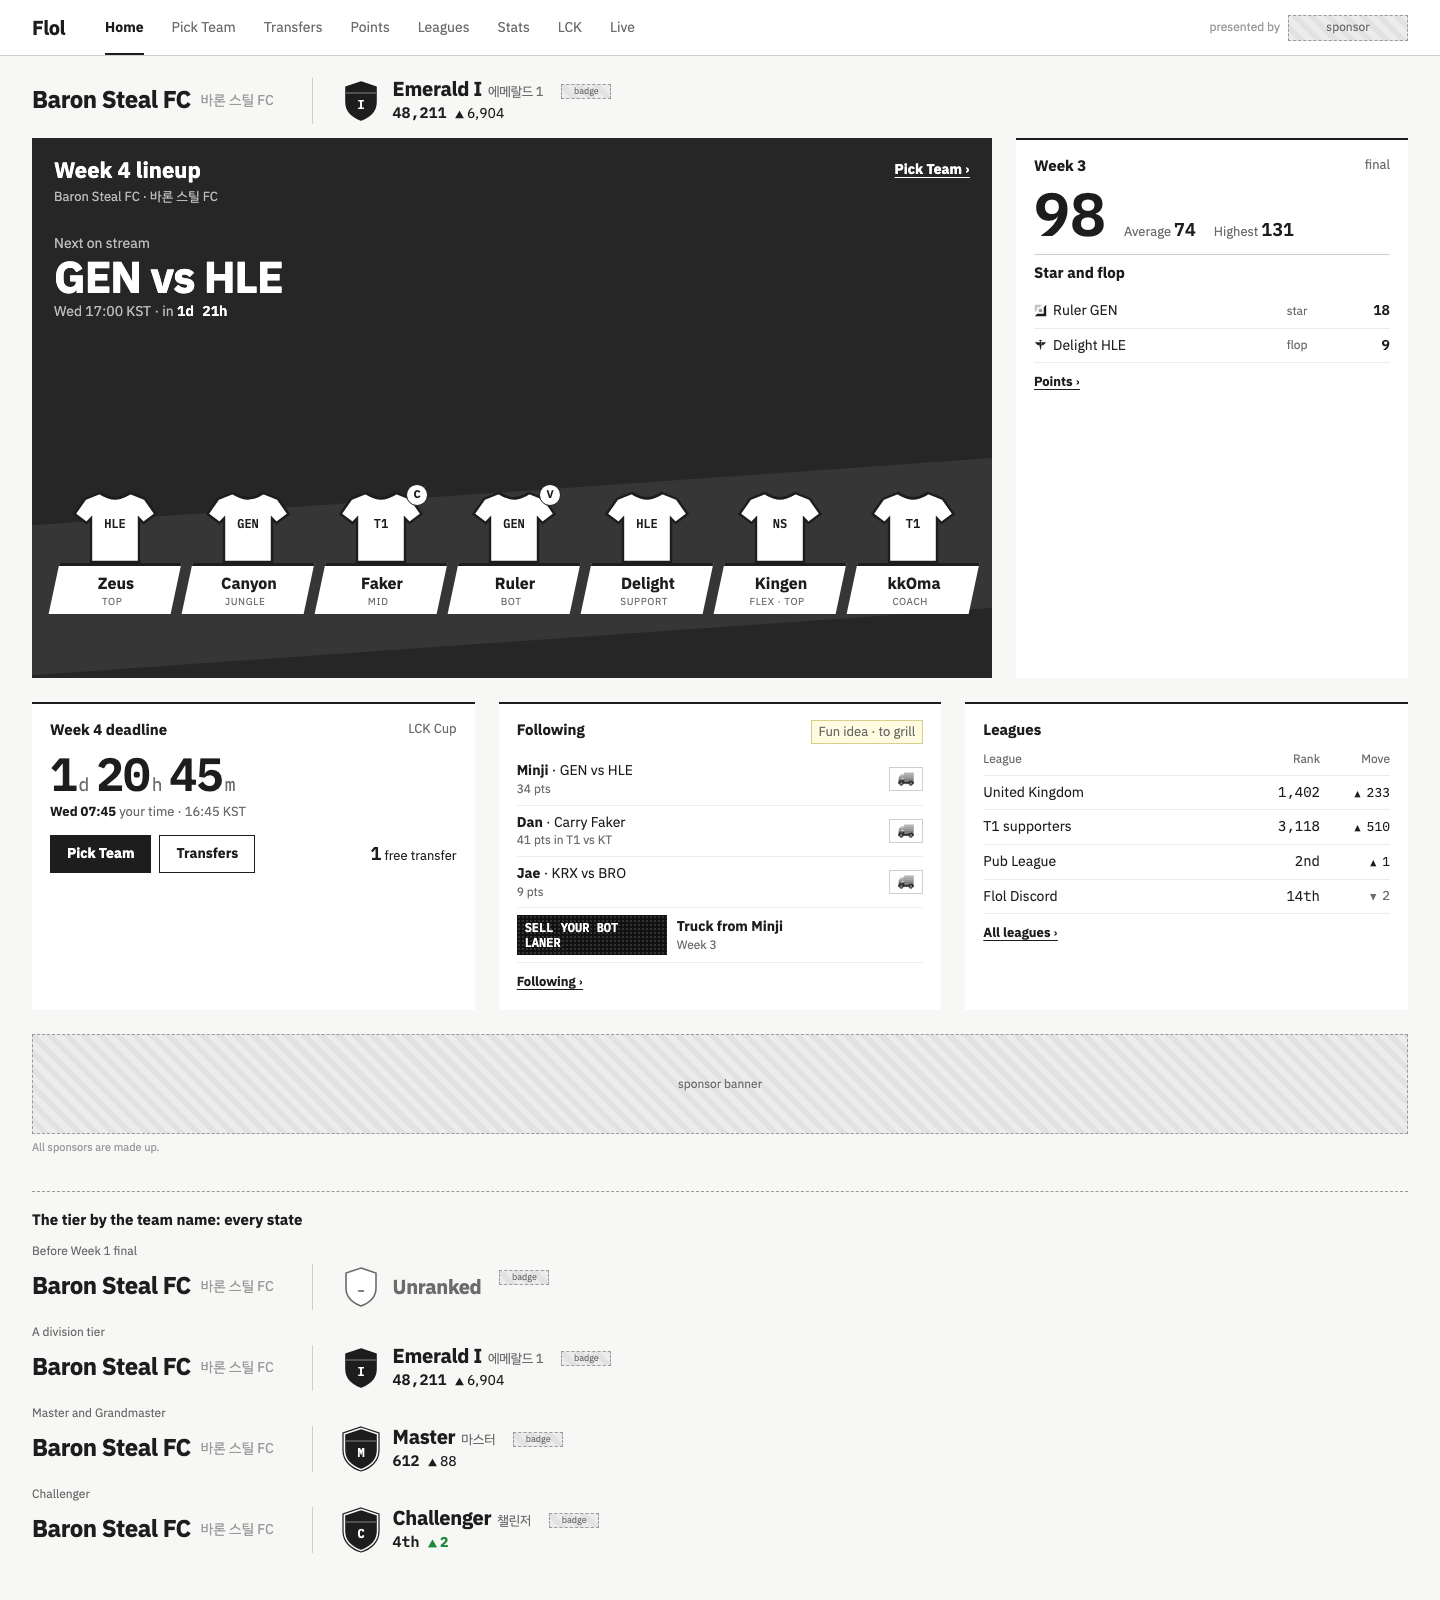 Flol Home Pick Team Transfers Points Leagues Stats LCK Live presented by sponsor
Baron Steal FC 바론 스틸 FC
I
Emerald I 에메랄드 1 badge
48,211 ▲ 6,904
Week 4 lineup Pick Team ›
Baron Steal FC · 바론 스틸 FC
Next on stream
GEN vs HLE
Wed 17:00 KST · in 1d 21h
C V
HLE GEN T1 GEN HLE NS T1
Zeus Canyon Faker Ruler Delight Kingen kkOma
TOP JUNGLE MID BOT SUPPORT FLEX · TOP COACH
Week 3 final
98 Average 74 Highest 131
Star and flop
Ruler GEN star 18
Delight HLE flop 9
Points ›
Week 4 deadline LCK Cup
1d 20h 45m
Wed 07:45 your time · 16:45 KST
Pick Team Transfers 1 free transfer
Following Fun idea · to grill
Minji · GEN vs HLE
34 pts
Dan · Carry Faker
41 pts in T1 vs KT
Jae · KRX vs BRO
9 pts
SELL YOUR BOT
LANER
Truck from Minji
Week 3
Following ›
Leagues
League Rank Move
United Kingdom 1,402 ▲ 233
T1 supporters 3,118 ▲ 510
Pub League 2nd ▲ 1
Flol Discord 14th ▼ 2
All leagues ›
sponsor banner
All sponsors are made up.
The tier by the team name: every state
Before Week 1 final
Baron Steal FC 바론 스틸 FC – Unranked badge
A division tier
Baron Steal FC 바론 스틸 FC I Emerald I 에메랄드 1 badge
48,211 ▲ 6,904
Master and Grandmaster
Baron Steal FC 바론 스틸 FC M Master 마스터 badge
612 ▲ 88
Challenger
Baron Steal FC 바론 스틸 FC C Challenger 챌린저 badge
4th ▲ 2